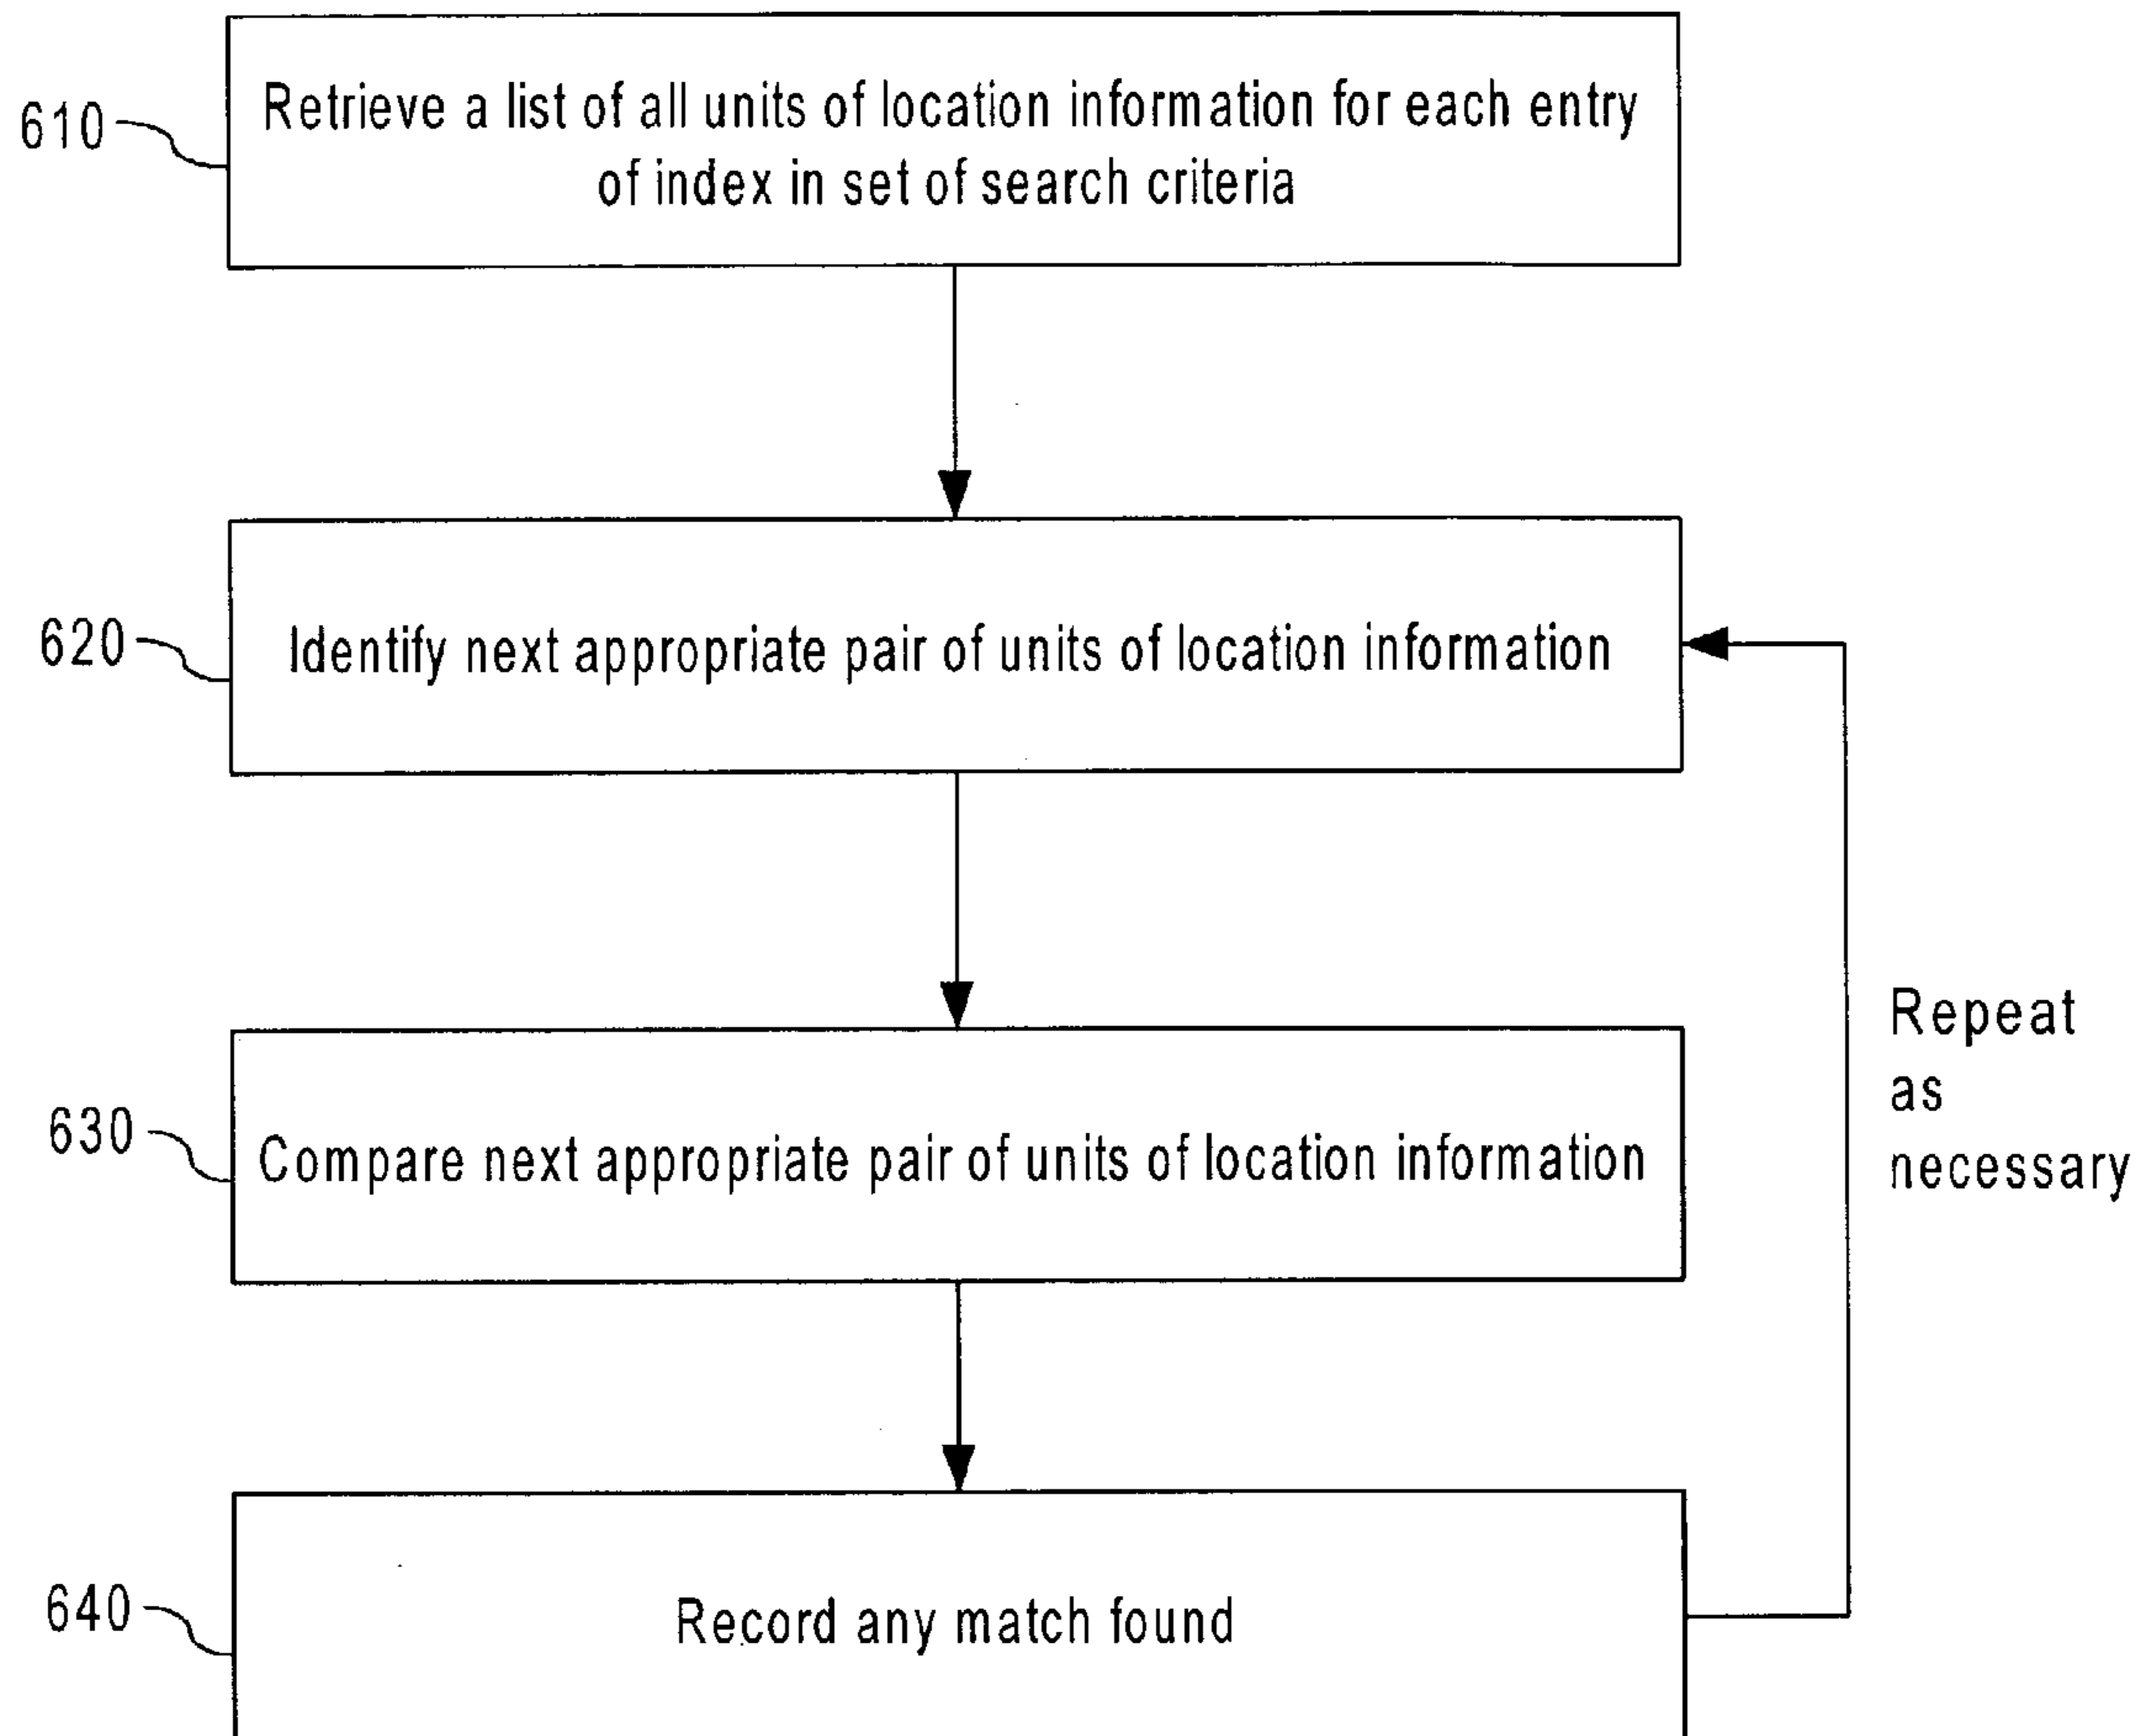 610
Retrieve a list of all units of location information for each entry
of index in set of search criteria
620
Identify next appropriate pair of units of location information
630
Compare next appropriate pair of units of location information
Repeat
as
necessary
640
Record any match found